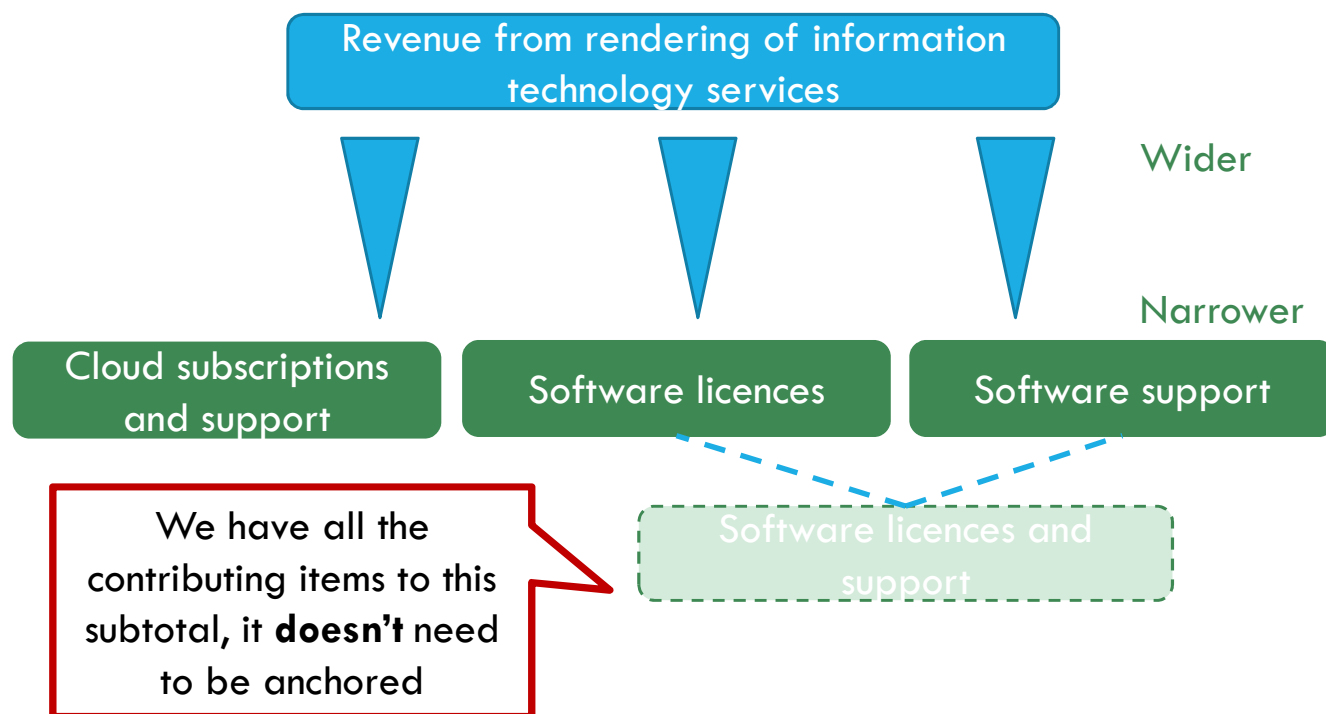 Revenue from rendering of information
technology services
Wider
Narrower
Cloud subscriptions
and support
Software licences
Software support
Software licences and
support
We have all the
contributing items to this
subtotal, it doesn't need
to be anchored